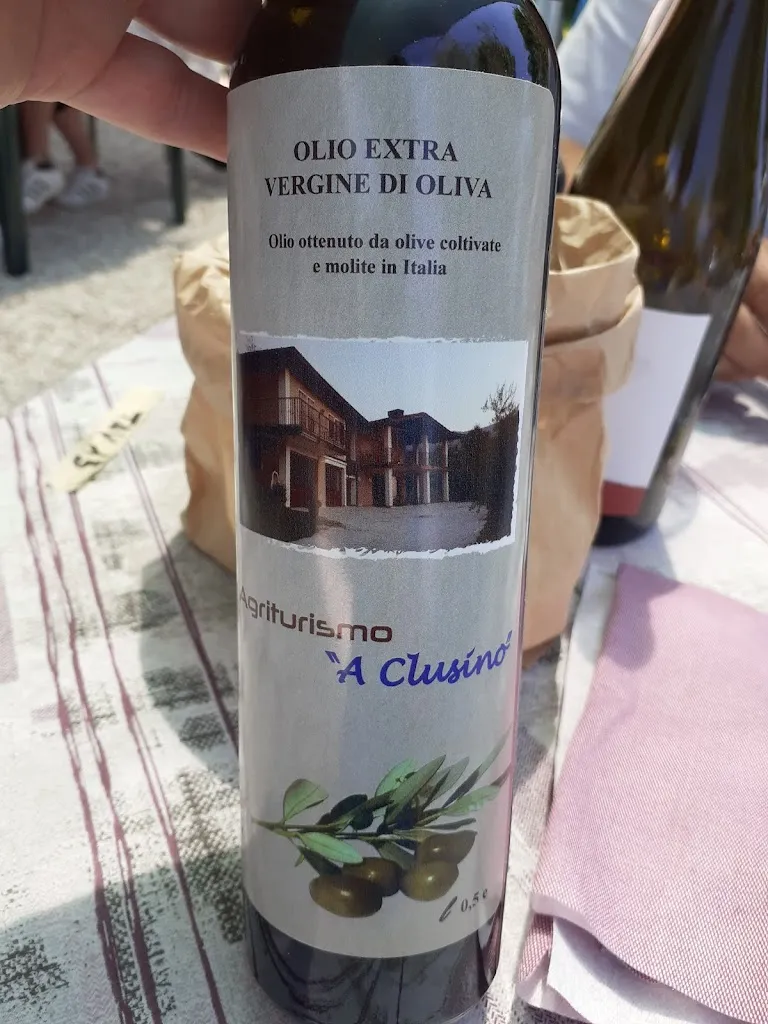 OLIO EXTRA
VERGINE DI OLIVA
Olio ottenuto da olive coltivate
e molite in Italia
Agriturismo
"A Clusino"
ℓ 0,5 e